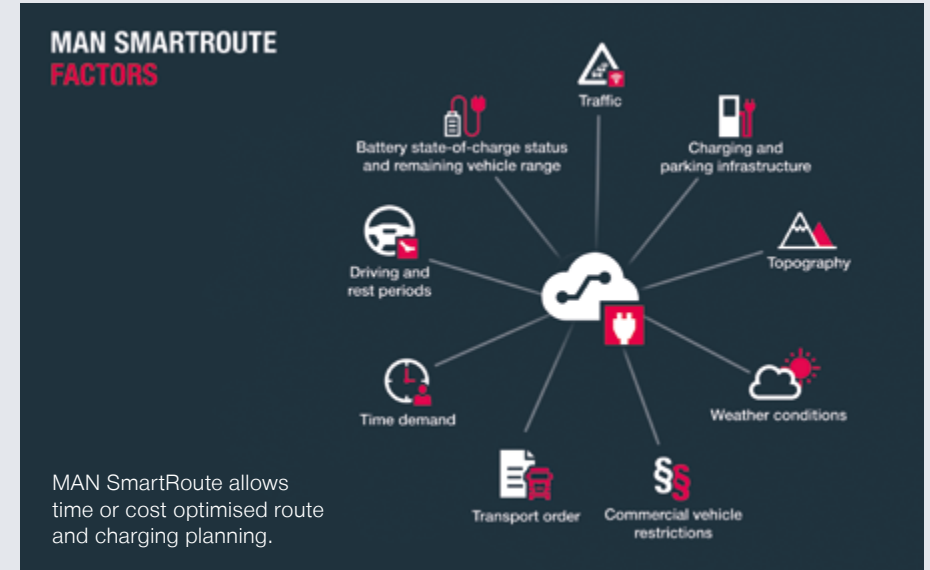 MAN SMARTROUTE
FACTORS
Traffic
Battery state-of-charge status
and remaining vehicle range
Charging and
parking infrastructure
Driving and
rest periods
Topography
Time demand
Weather conditions
Transport order
§§
Commercial vehicle
restrictions
MAN SmartRoute allows
time or cost optimised route
and charging planning.